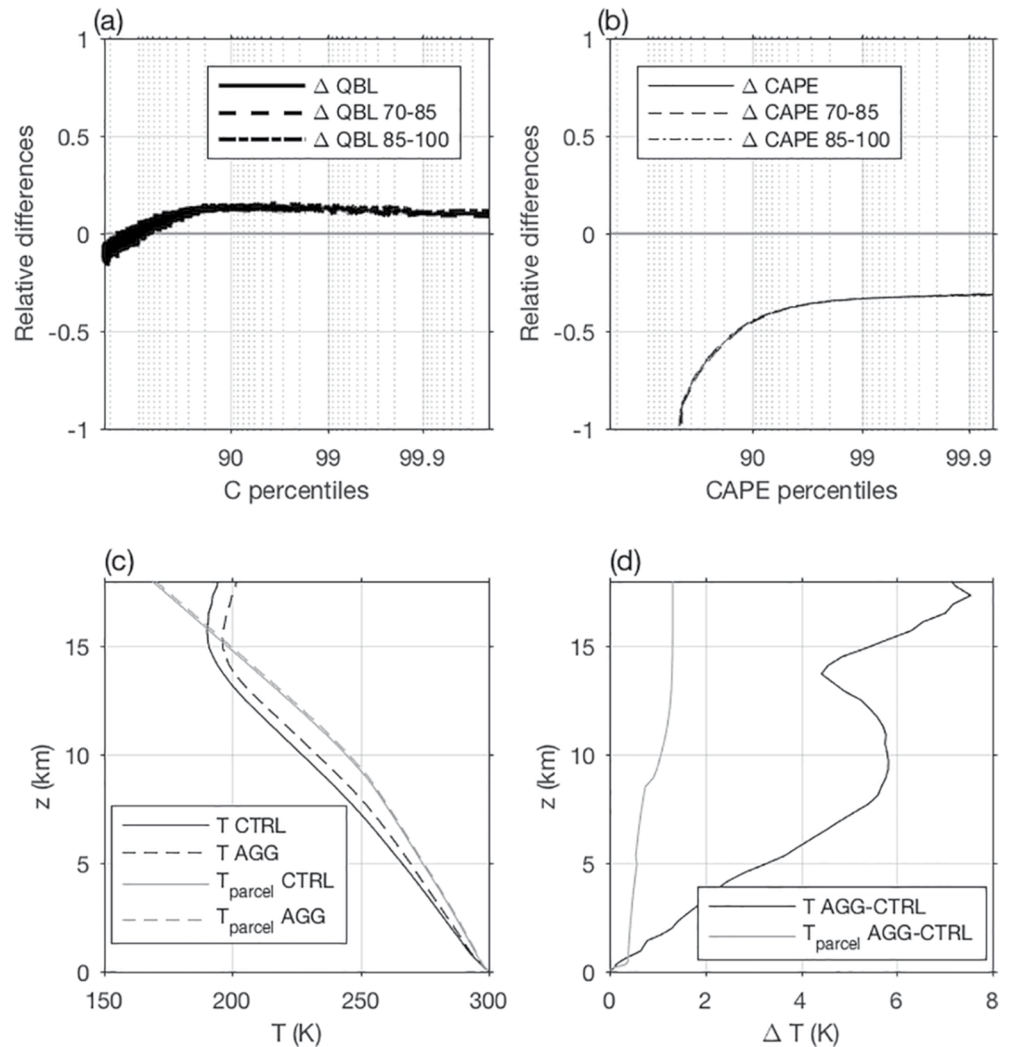 (a)
1
0.5
0
-0.5
-1
Relative differences
Δ QBL
Δ QBL 70-85
Δ QBL 85-100
90
99
99.9
C percentiles
(b)
1
0.5
0
-0.5
-1
Relative differences
Δ CAPE
Δ CAPE 70-85
Δ CAPE 85-100
90
99
99.9
CAPE percentiles
(c)
15
10
5
0
z (km)
T CTRL
T AGG
Tparcel CTRL
Tparcel AGG
150
200
250
300
T (K)
(d)
15
10
5
0
z (km)
T AGG-CTRL
Tparcel AGG-CTRL
0
2
4
6
8
Δ T (K)